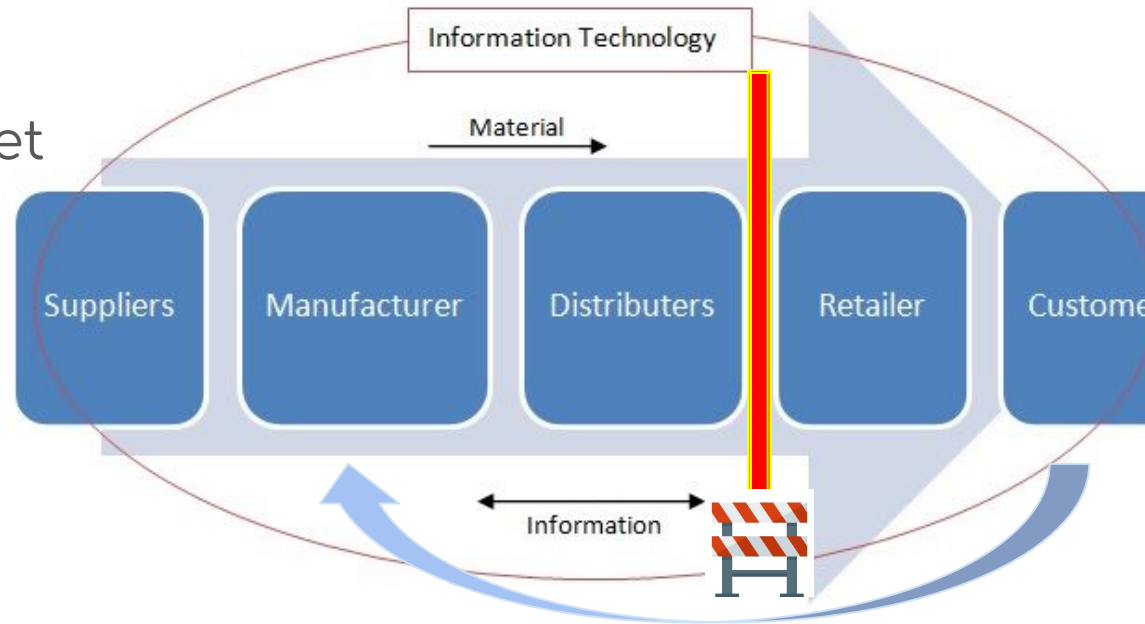 Information Technology
et
Material
Suppliers
Manufacturer
Distributers
Retailer
Custome
Information